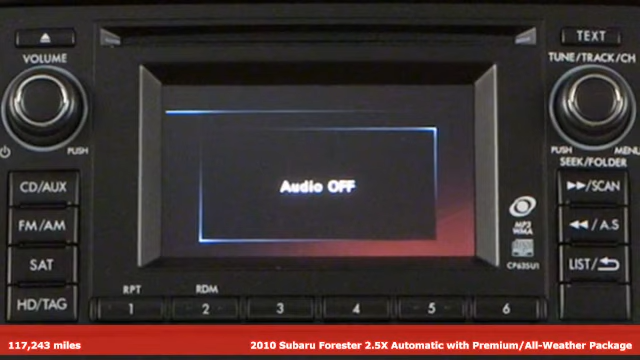 TEXT
VOLUME
TUNE/TRACK/CH
PUSH
PUSH
MENU
SEEK/FOLDER
CD/AUX
▶▶/SCAN
Audio OFF
FM/AM
MP3
WMA
◀◀/A.S
SAT
CP635U1
LIST/
RPT
RDM
HD/TAG
1
2
3
4
5
6
117,243 miles
2010 Subaru Forester 2.5X Automatic with Premium/All-Weather Package